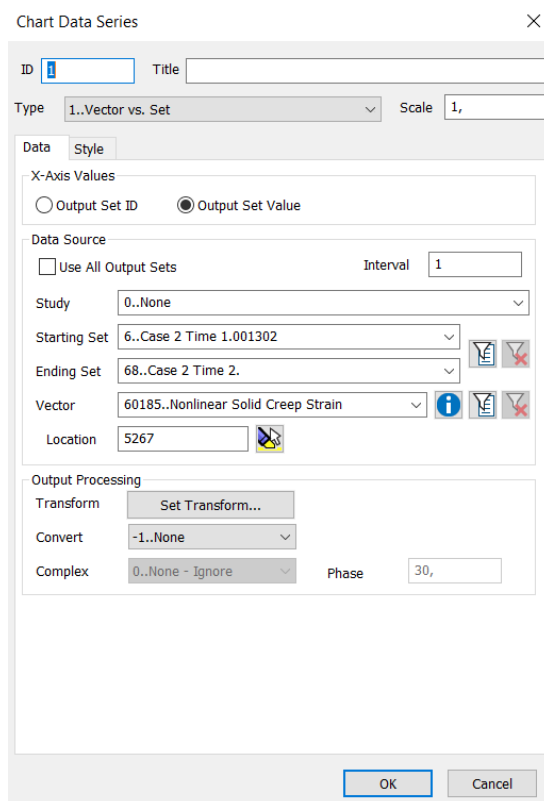 Chart Data Series
ID 1 Title
Type 1..Vector vs. Set Scale 1,
Data Style
X-Axis Values
Output Set ID Output Set Value
Data Source
Use All Output Sets Interval 1
Study 0..None
Starting Set 6..Case 2 Time 1.001302
Ending Set 68..Case 2 Time 2.
Vector 60185..Nonlinear Solid Creep Strain
Location 5267
Output Processing
Transform Set Transform...
Convert -1..None
Complex 0..None - Ignore Phase 30,
OK Cancel